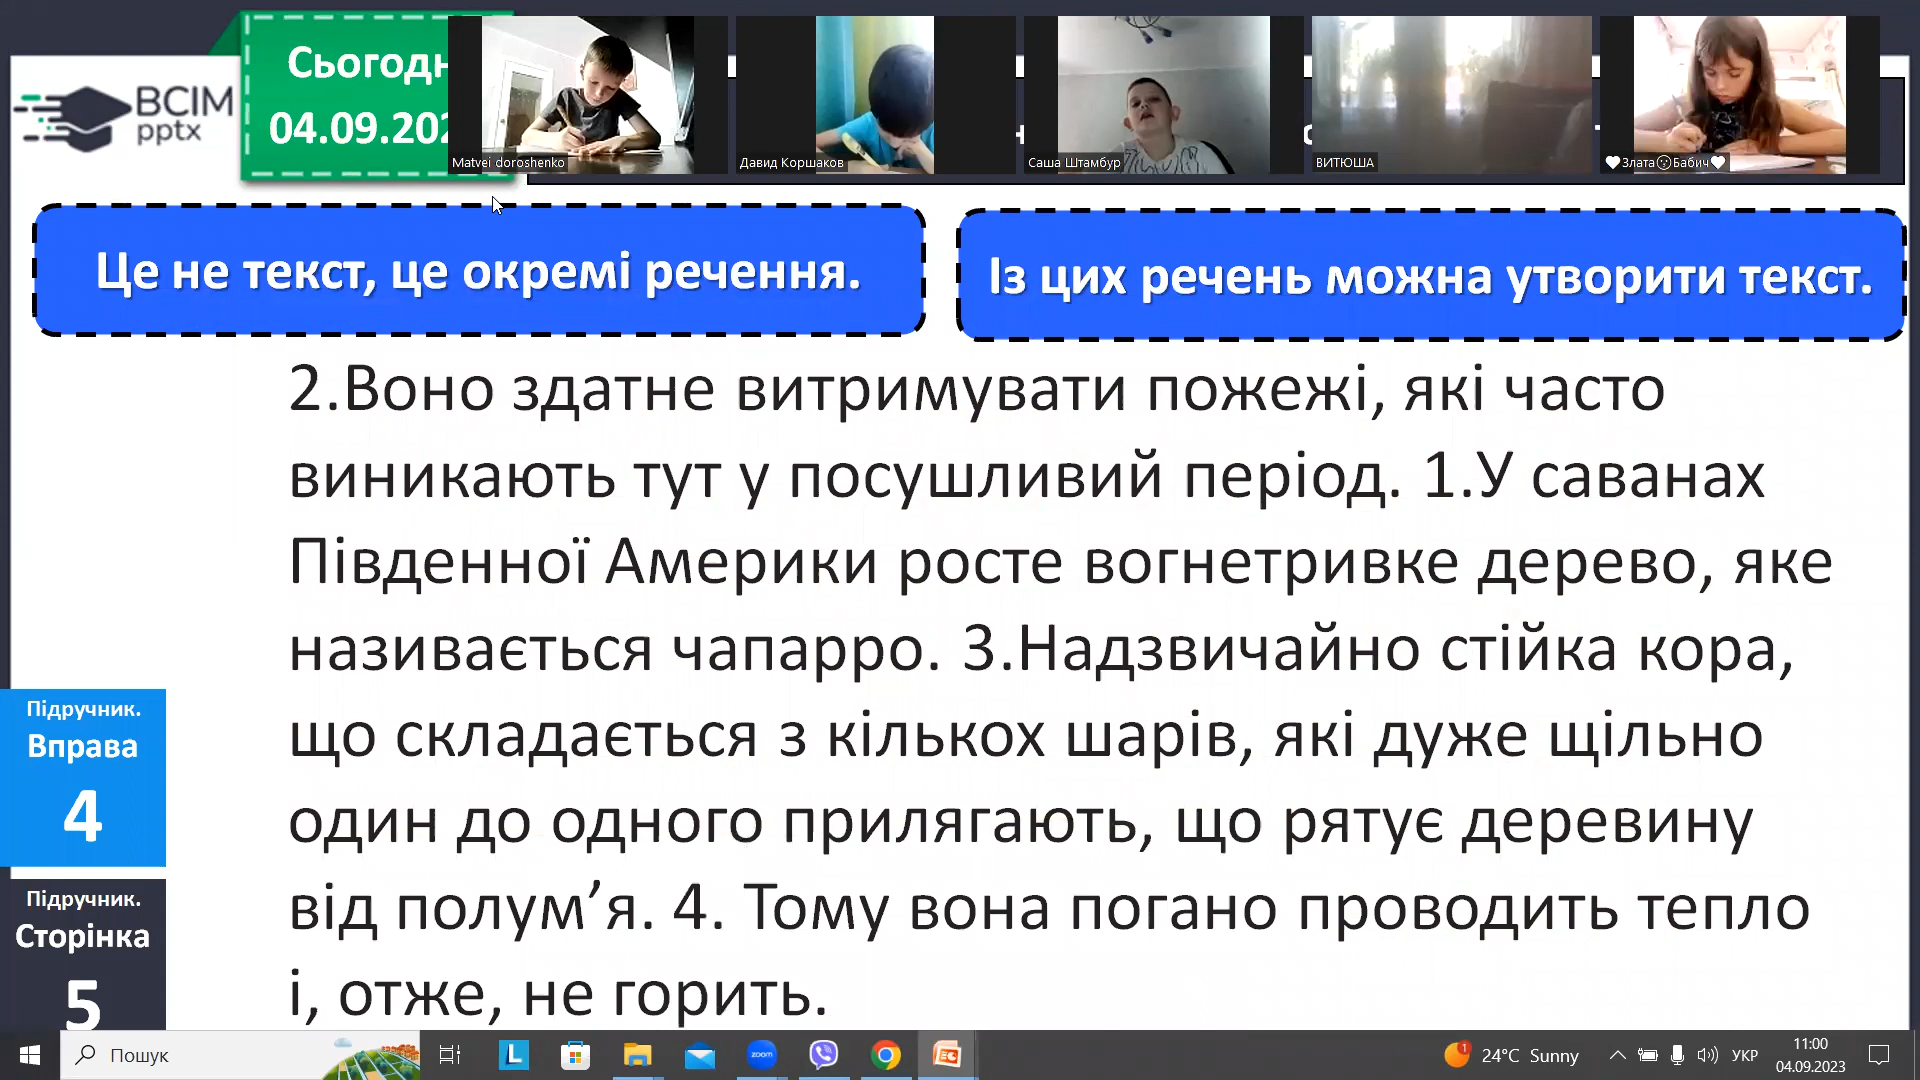 ВСІМ
pptx
Сьогодн
04.09.202
Matvei doroshenko
Давид Коршаков
Саша Штамбур
ВИТЮША
🤍Злата😗Бабич🤍
Це не текст, це окремі речення.
Із цих речень можна утворити текст.
2.Воно здатне витримувати пожежі, які часто
виникають тут у посушливий період. 1.У саванах
Південної Америки росте вогнетривке дерево, яке
називається чапарро. 3.Надзвичайно стійка кора,
що складається з кількох шарів, які дуже щільно
один до одного прилягають, що рятує деревину
від полум’я. 4. Тому вона погано проводить тепло
і, отже, не горить.
Підручник.
Вправа
4
Підручник.
Сторінка
5
Пошук
L
zoom
1
24°C Sunny
УКР
11:00
04.09.2023